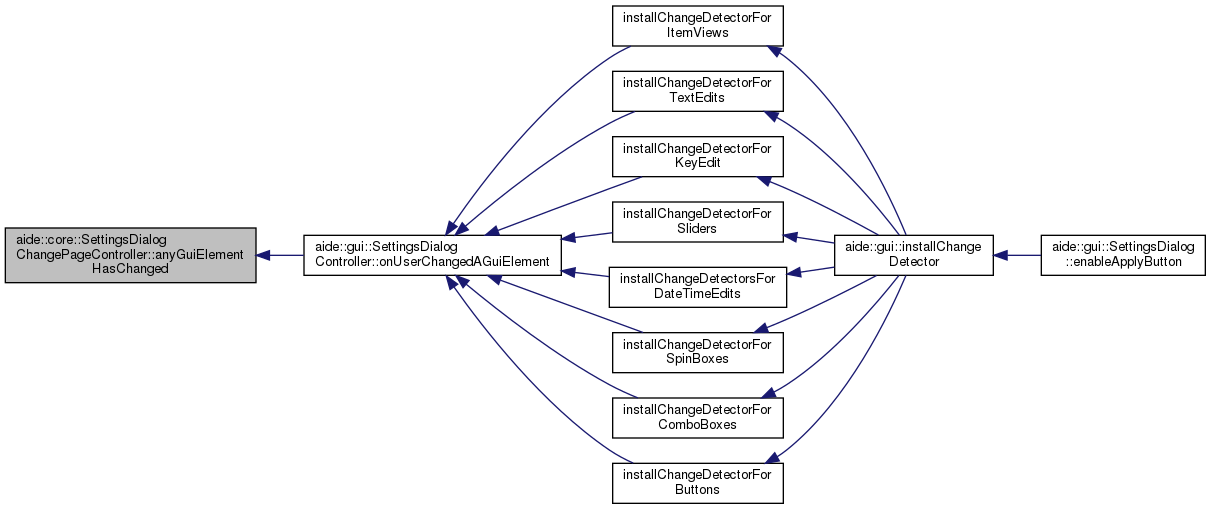 aide::core::SettingsDialog
ChangePageController::anyGuiElement
HasChanged
aide::gui::SettingsDialog
Controller::onUserChangedAGuiElement
installChangeDetectorFor
ItemViews
installChangeDetectorFor
TextEdits
installChangeDetectorFor
KeyEdit
installChangeDetectorFor
Sliders
installChangeDetectorsFor
DateTimeEdits
installChangeDetectorFor
SpinBoxes
installChangeDetectorFor
ComboBoxes
installChangeDetectorFor
Buttons
aide::gui::installChange
Detector
aide::gui::SettingsDialog
::enableApplyButton